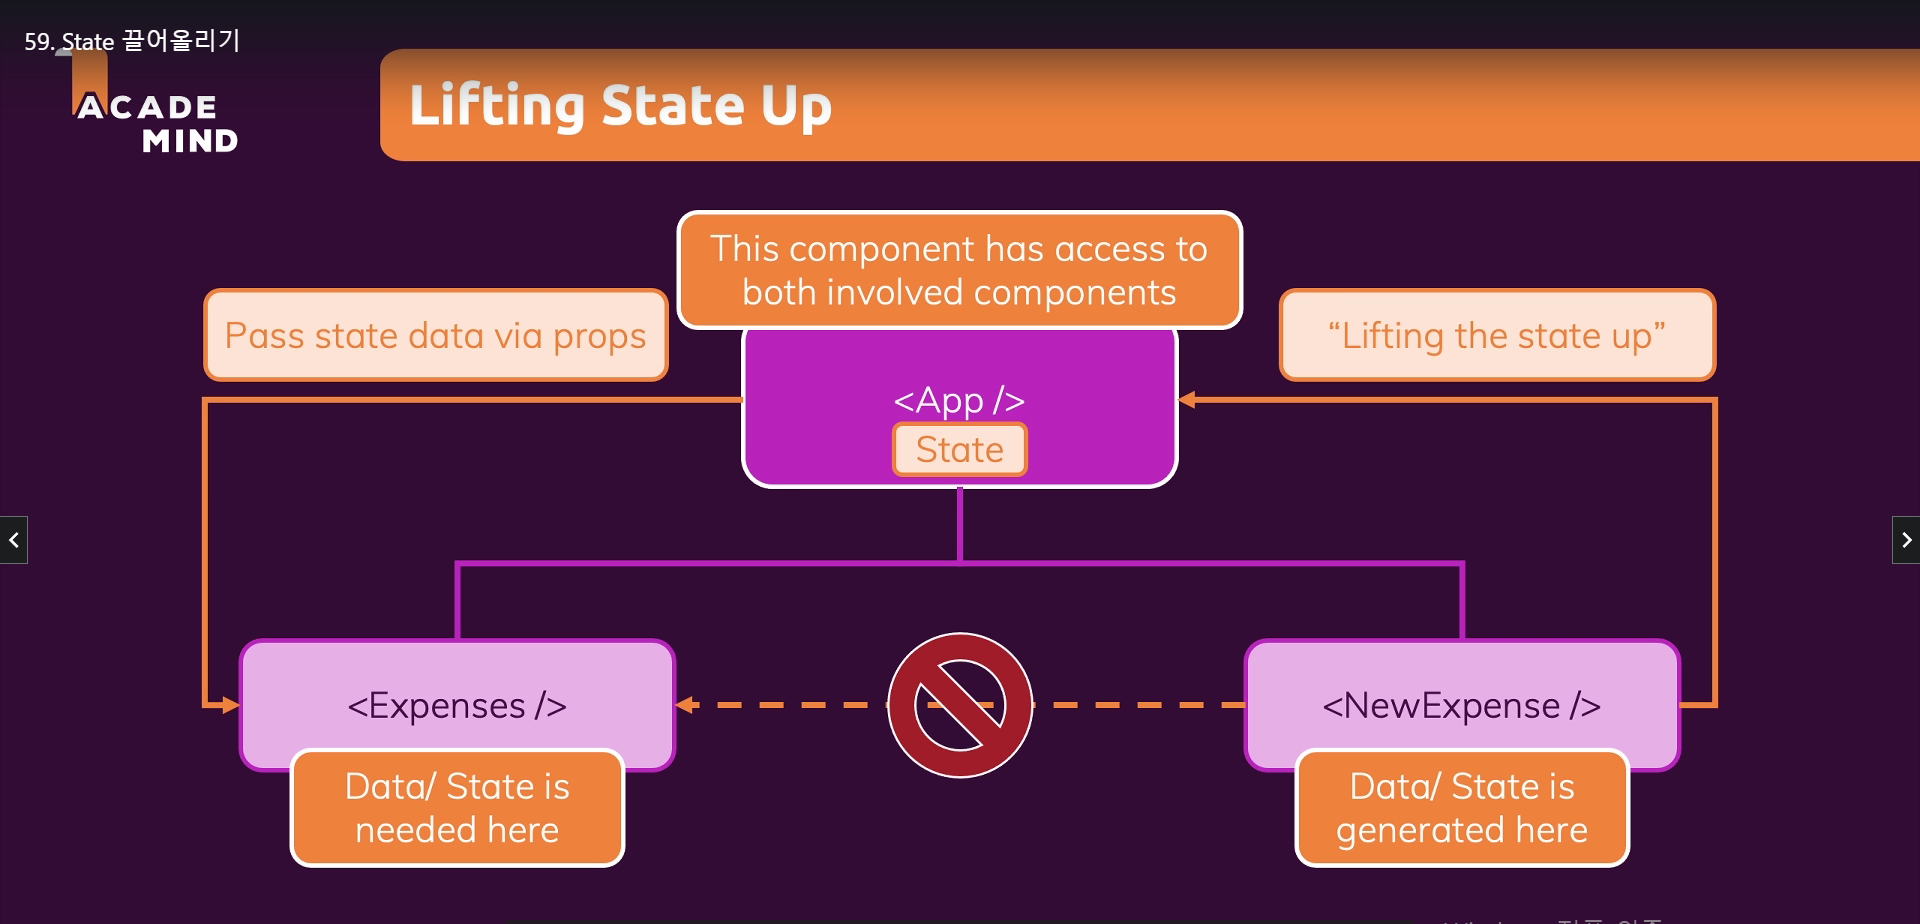 59. State 끌어올리기
ACADE
MIND
Lifting State Up
This component has access to
both involved components
Pass state data via props
“Lifting the state up”
<App />
State
<Expenses />
<NewExpense />
Data/ State is
needed here
Data/ State is
generated here